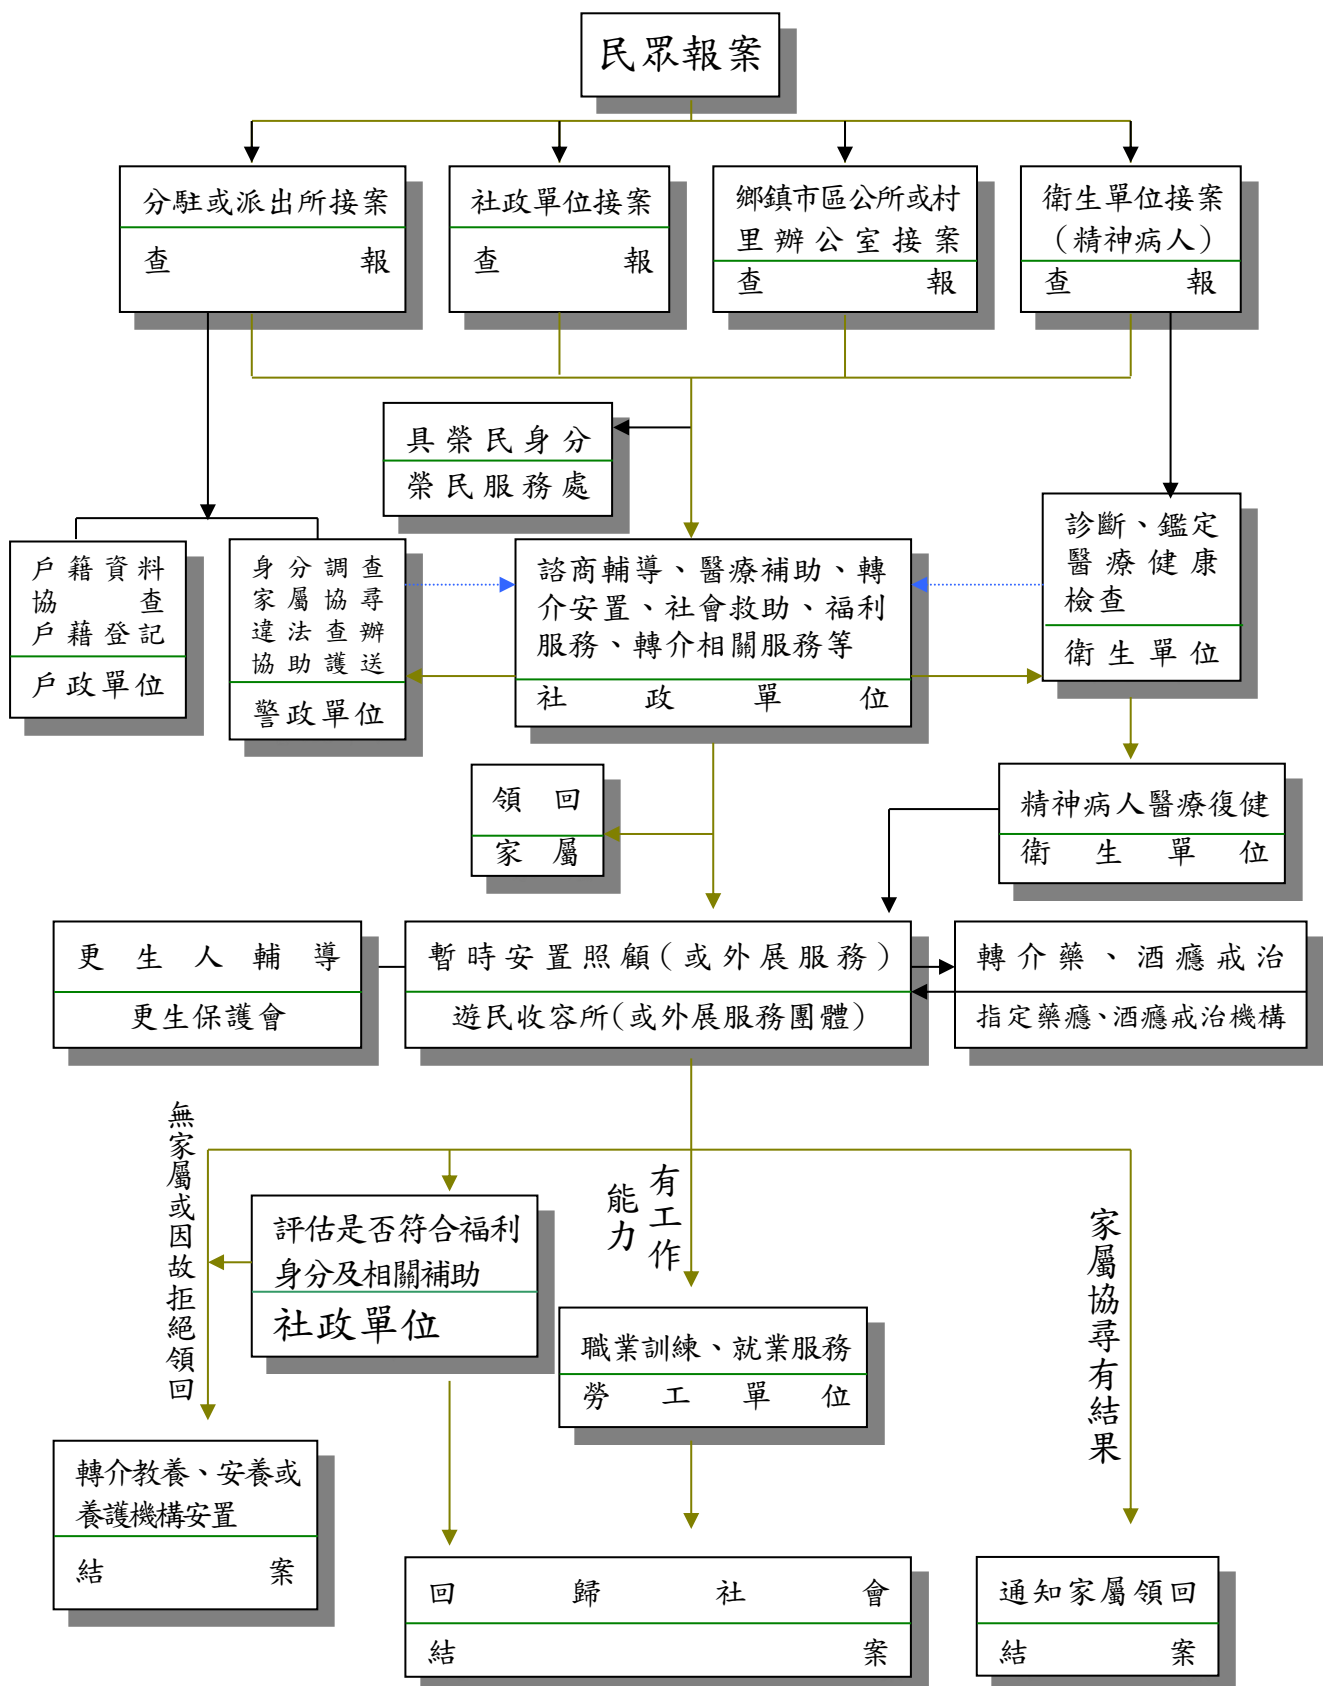 民眾報案
分駐或派出所接案
查報
社政單位接案
查報
鄉鎮市區公所或村
里辦公室接案
查報
衛生單位接案
（精神病人）
查報
具榮民身分
榮民服務處
戶籍資料
協查
戶籍登記
戶政單位
身分調查
家屬協尋
違法查辦
協助護送
警政單位
諮商輔導、醫療補助、轉
介安置、社會救助、福利
服務、轉介相關服務等
社政單位
診斷、鑑定
醫療健康
檢查
衛生單位
領回
家屬
精神病人醫療復健
衛生單位
更生人輔導
更生保護會
暫時安置照顧(或外展服務)
遊民收容所(或外展服務團體)
轉介藥、酒癮戒治
指定藥癮、酒癮戒治機構
無家屬或因故拒絕領回
評估是否符合福利
身分及相關補助
社政單位
有工作
能力
職業訓練、就業服務
勞工單位
家屬協尋有結果
轉介教養、安養或
養護機構安置
結案
回歸社會
結案
通知家屬領回
結案